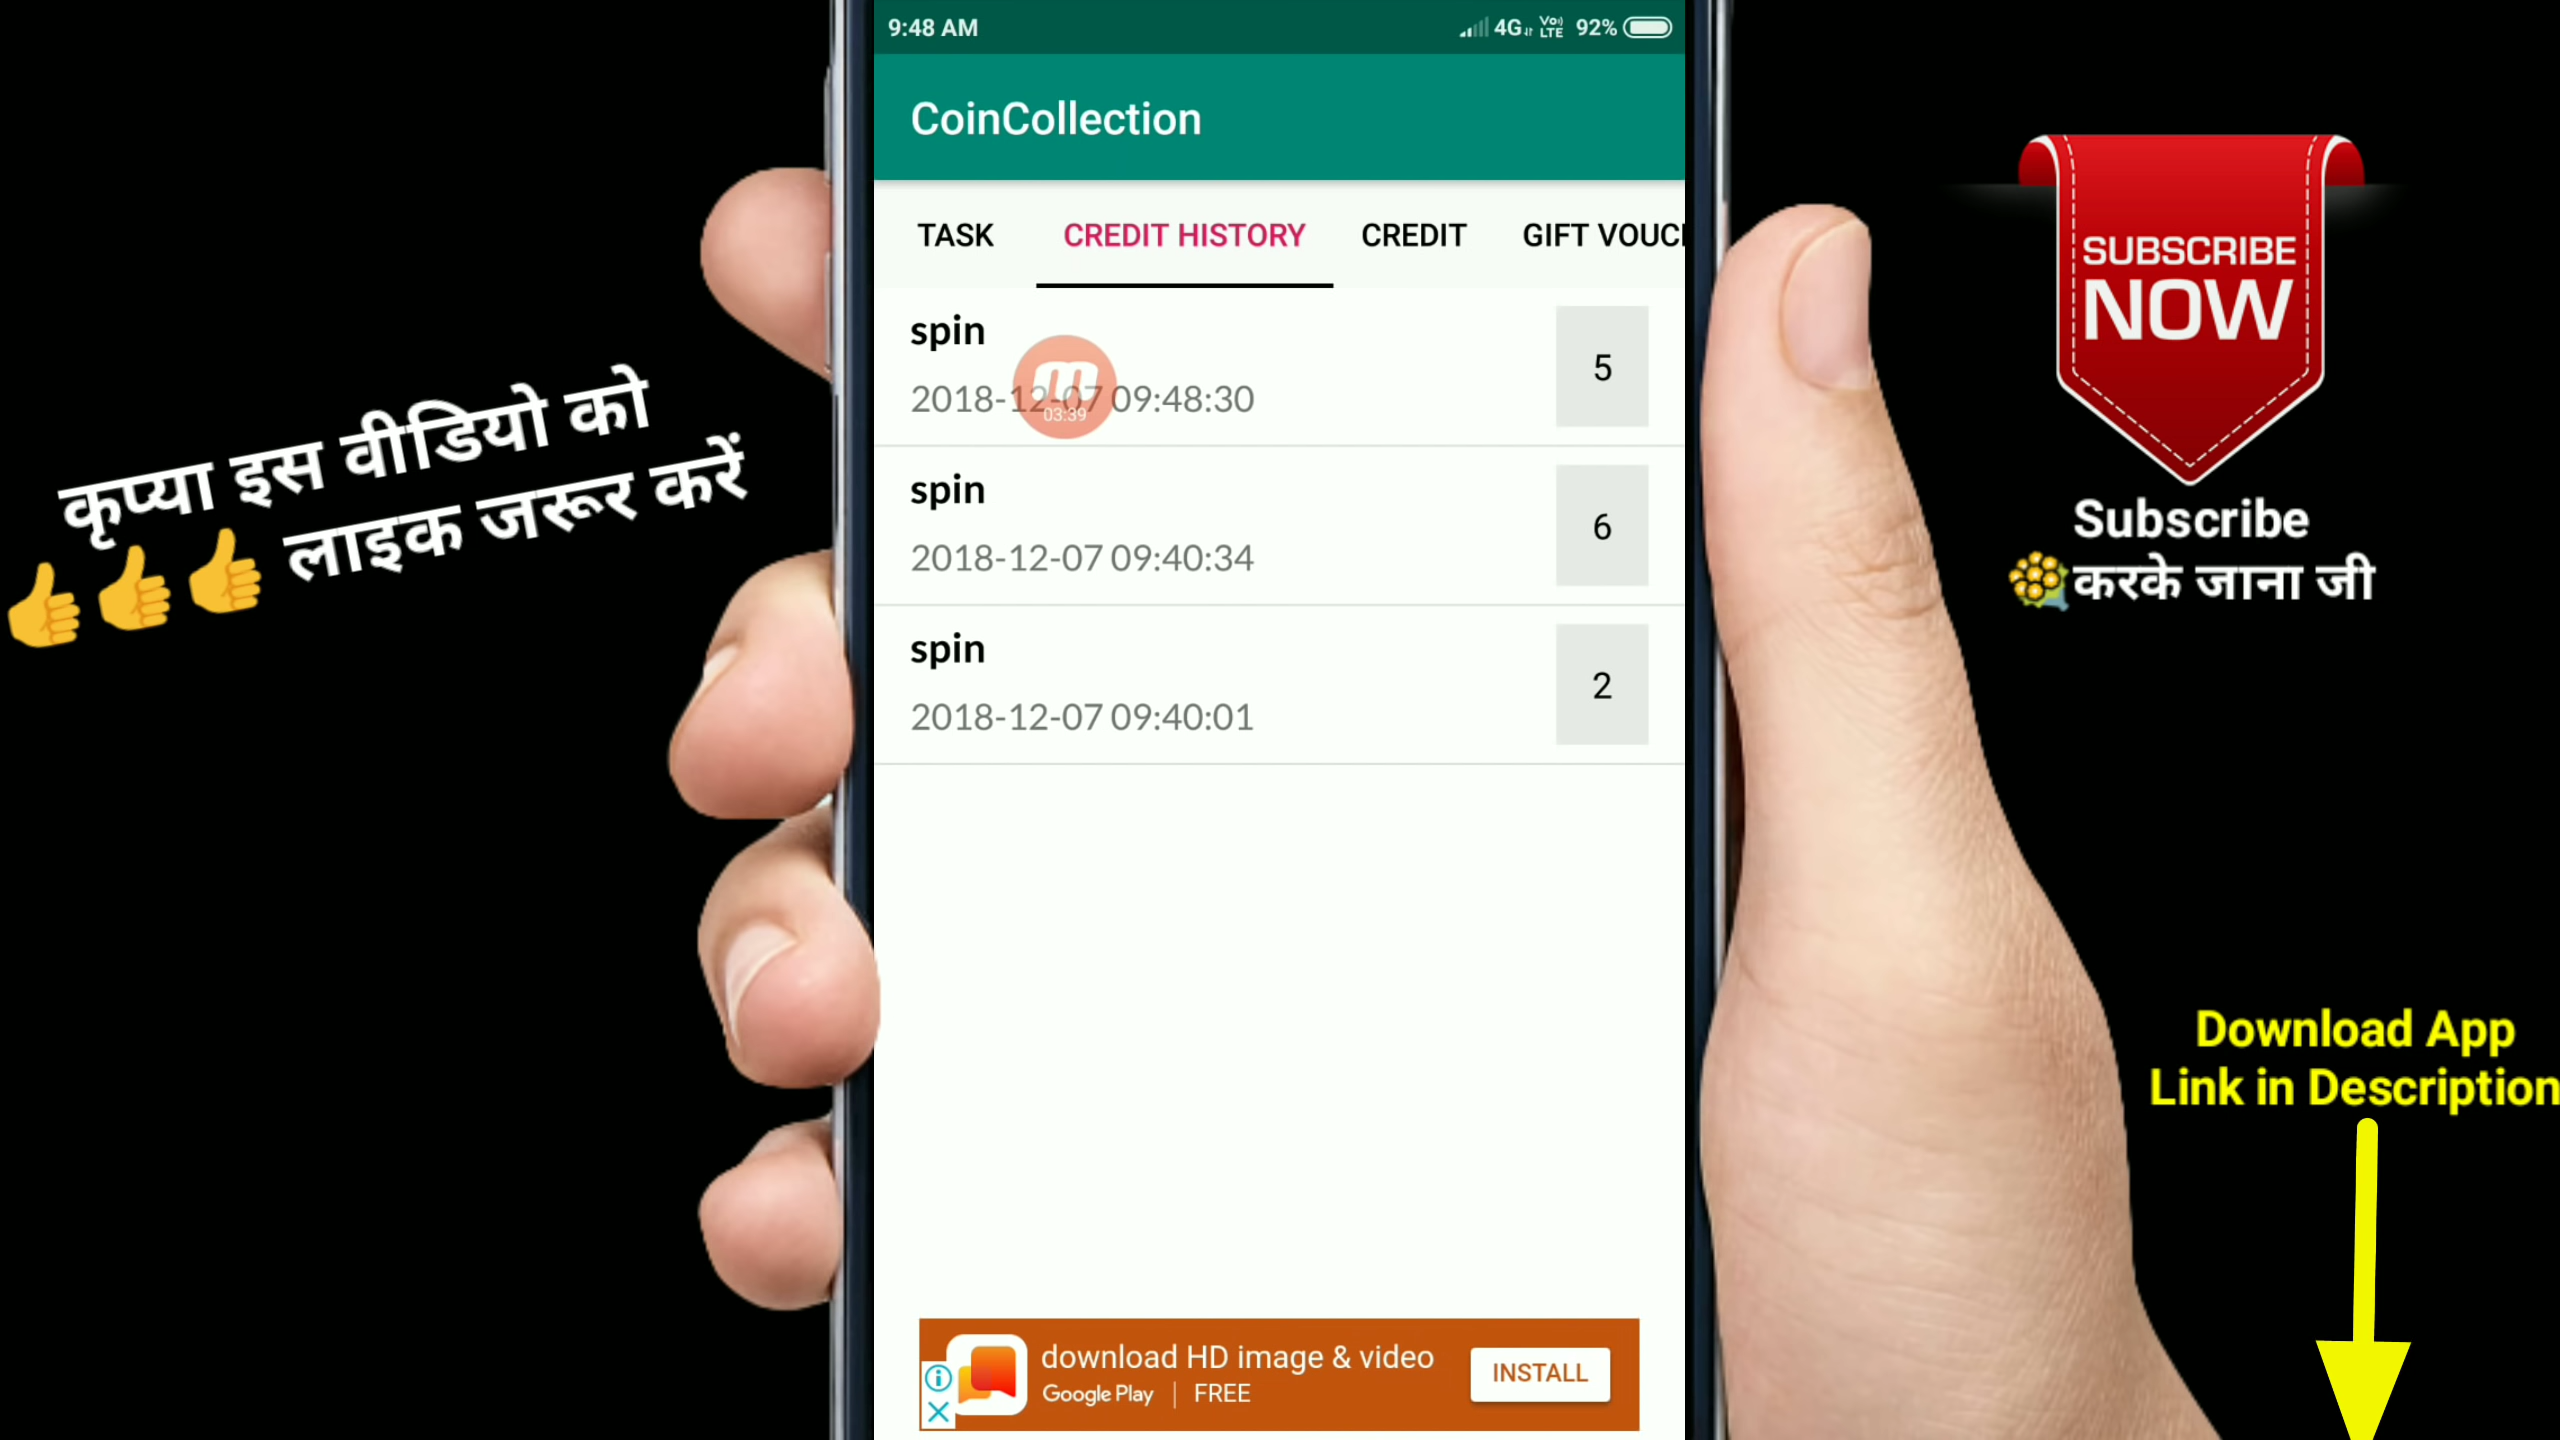 9:48 AM
4G VoLTE 92%
CoinCollection
TASK CREDIT HISTORY CREDIT GIFT VOUC
spin
2018-12-07 09:48:30
5
m
03:39
spin
2018-12-07 09:40:34
6
spin
2018-12-07 09:40:01
2
download HD image & video
Google Play | FREE
INSTALL
कृप्या इस वीडियो को
👍👍👍 लाइक जरूर करें
SUBSCRIBE
NOW
Subscribe
करके जाना जी
Download App
Link in Description